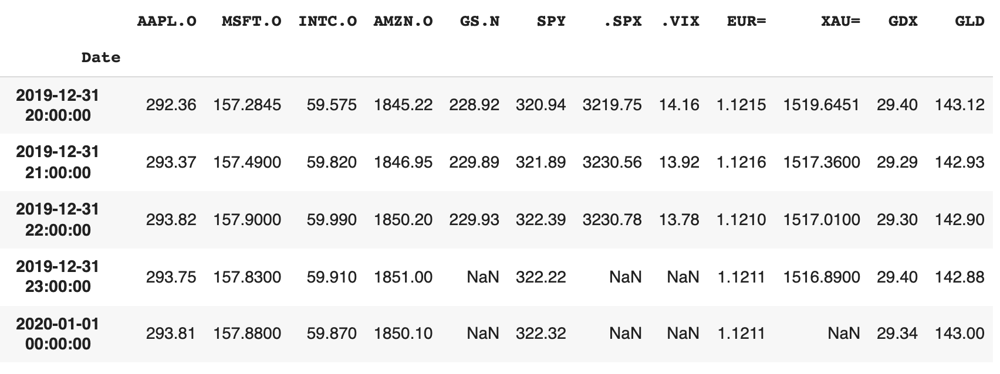 AAPL.O MSFT.O INTC.O AMZN.O GS.N SPY .SPX .VIX EUR= XAU= GDX GLD
Date
2019-12-31
20:00:00 292.36 157.2845 59.575 1845.22 228.92 320.94 3219.75 14.16 1.1215 1519.6451 29.40 143.12
2019-12-31
21:00:00 293.37 157.4900 59.820 1846.95 229.89 321.89 3230.56 13.92 1.1216 1517.3600 29.29 142.93
2019-12-31
22:00:00 293.82 157.9000 59.990 1850.20 229.93 322.39 3230.78 13.78 1.1210 1517.0100 29.30 142.90
2019-12-31
23:00:00 293.75 157.8300 59.910 1851.00 NaN 322.22 NaN NaN 1.1211 1516.8900 29.40 142.88
2020-01-01
00:00:00 293.81 157.8800 59.870 1850.10 NaN 322.32 NaN NaN 1.1211 NaN 29.34 143.00